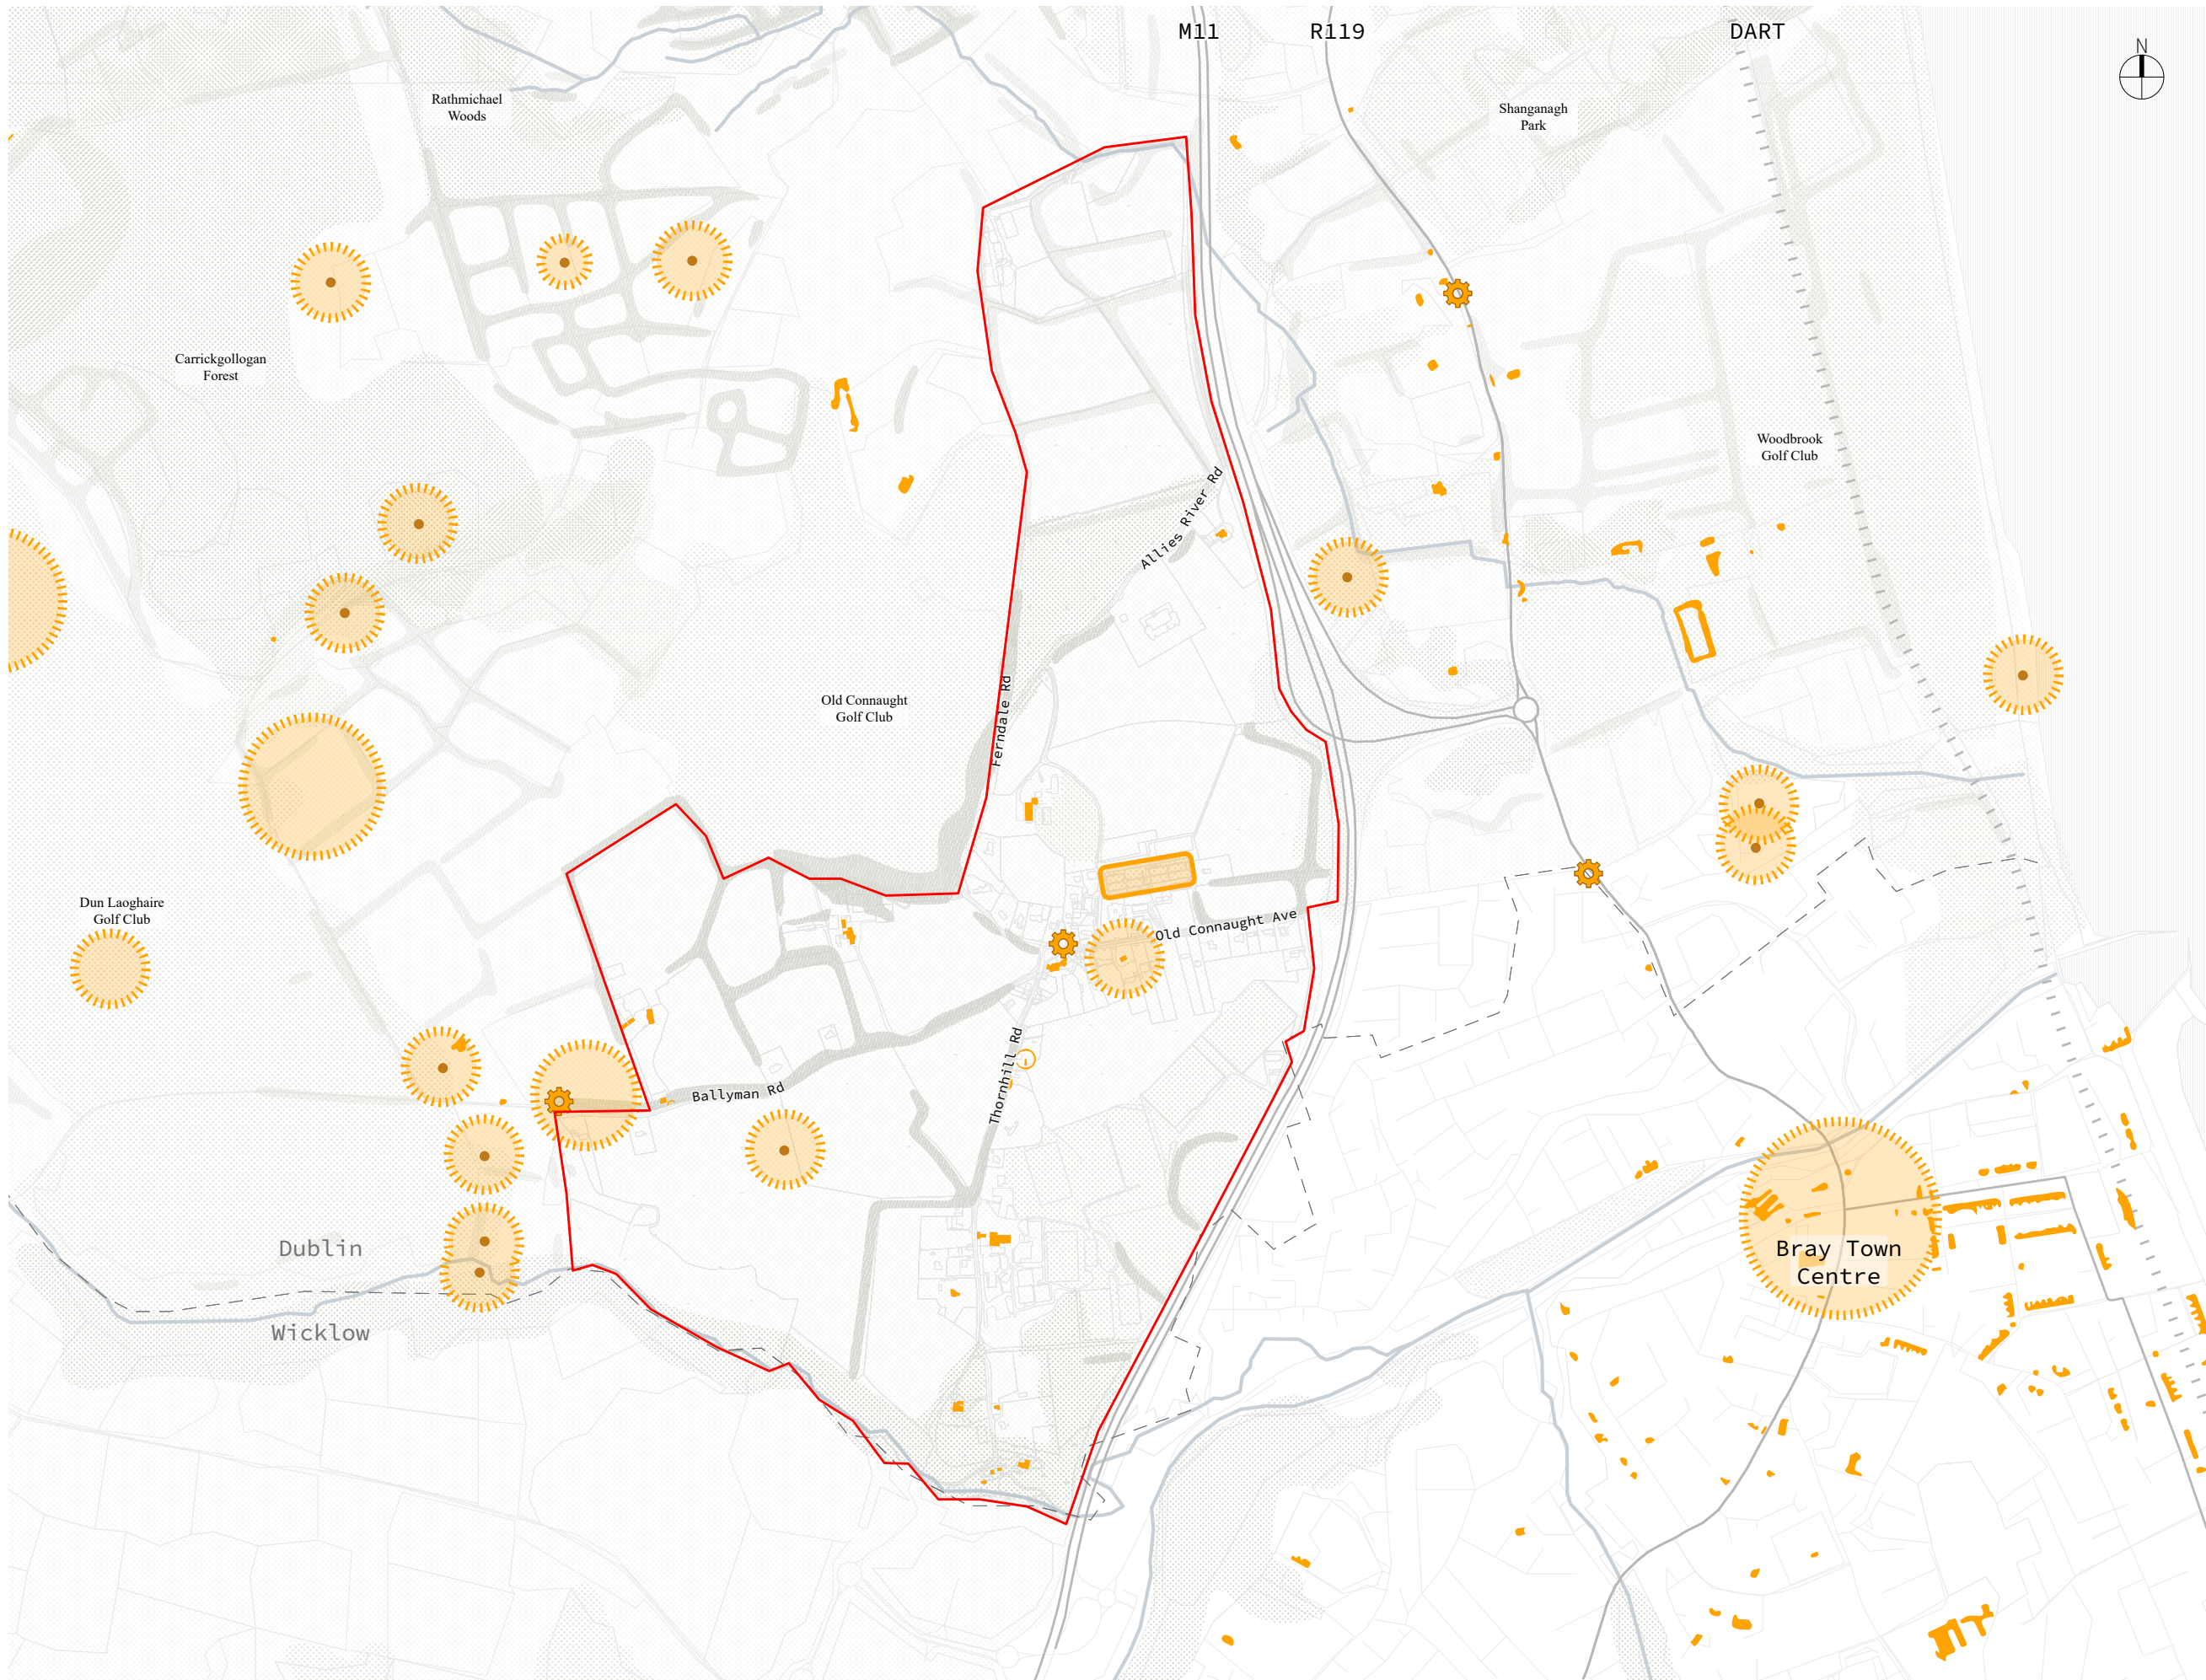 M11
R119
DART
N
Rathmichael
Woods
Shanganagh
Park
Carrickgollogan
Forest
Woodbrook
Golf Club
Allies River Rd
Old Connaught
Golf Club
Ferndale Rd
Dun Laoghaire
Golf Club
Old Connaught Ave
Thornhill Rd
Ballyman Rd
Dublin
Wicklow
Bray Town
Centre